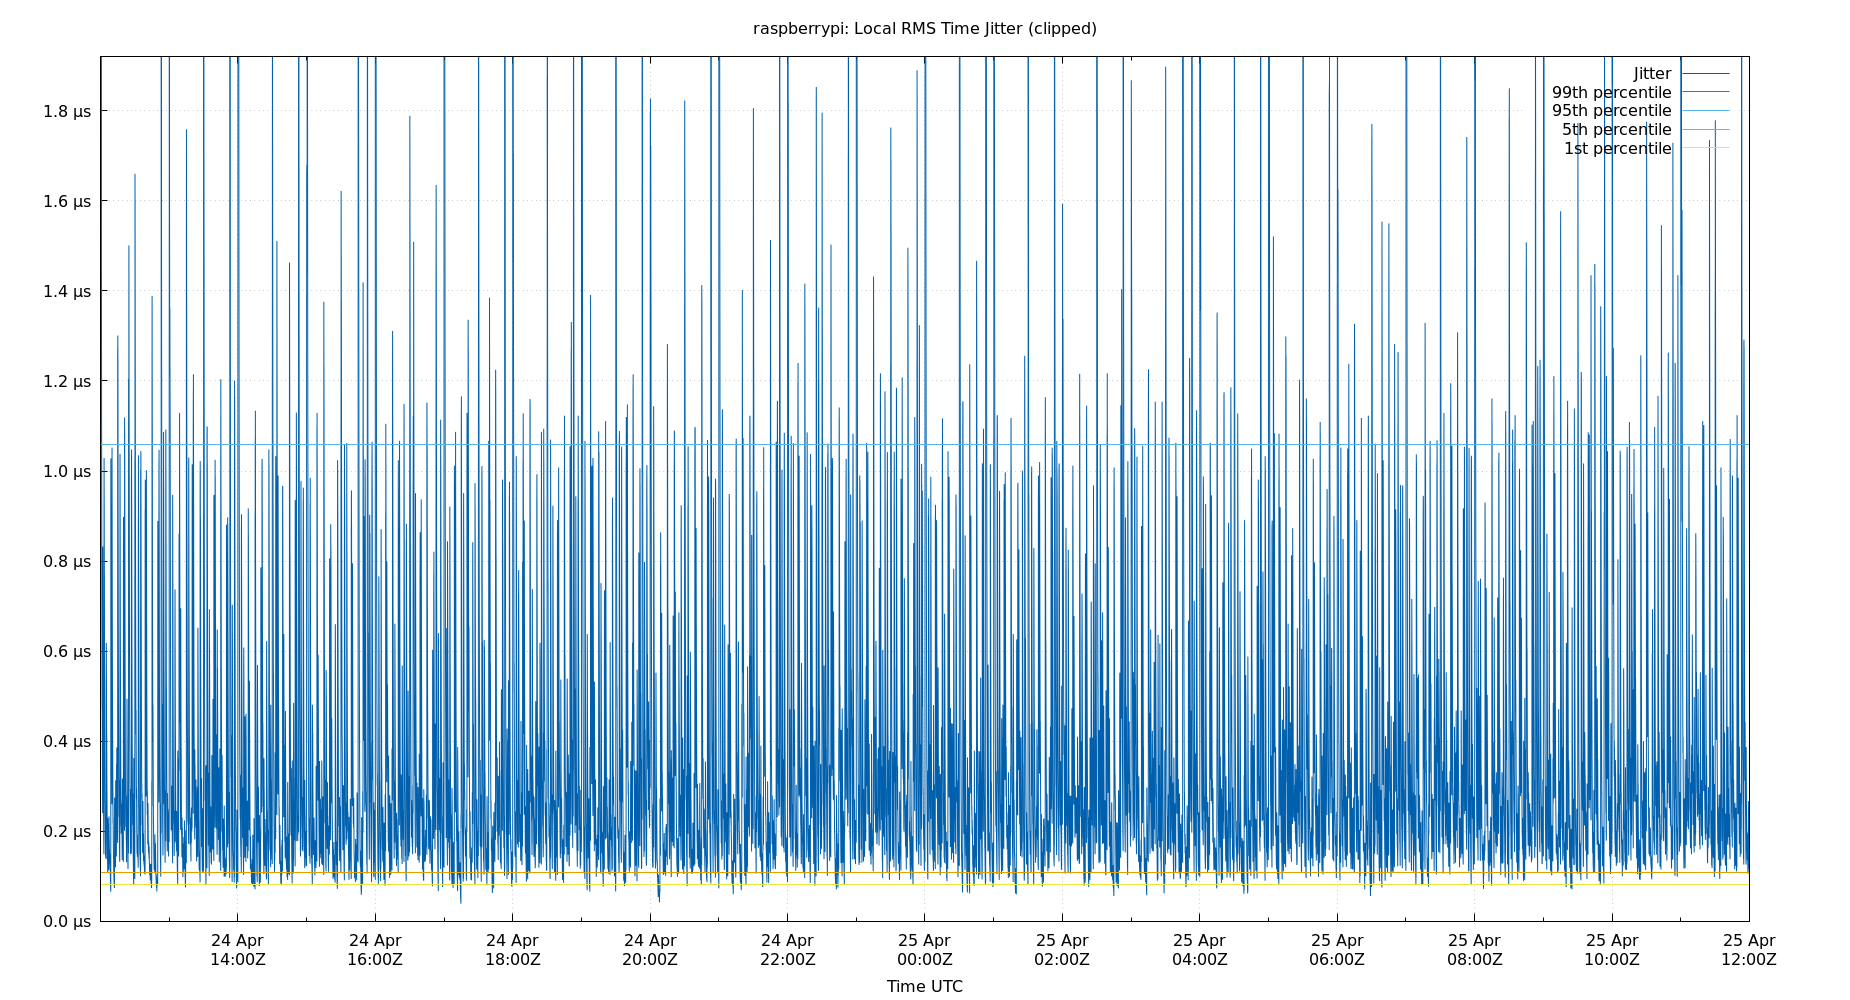 raspberrypi: Local RMS Time Jitter (clipped)
Jitter
99th percentile
95th percentile
5th percentile
1st percentile
1.8 µs
1.6 µs
1.4 µs
1.2 µs
1.0 µs
0.8 µs
0.6 µs
0.4 µs
0.2 µs
0.0 µs
24 Apr 24 Apr 24 Apr 24 Apr 24 Apr 25 Apr 25 Apr 25 Apr 25 Apr 25 Apr 25 Apr 25 Apr
14:00Z 16:00Z 18:00Z 20:00Z 22:00Z 00:00Z 02:00Z 04:00Z 06:00Z 08:00Z 10:00Z 12:00Z
Time UTC